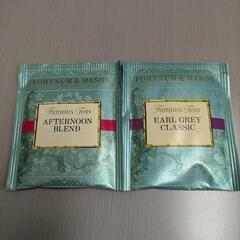 FORTNUM & MASON
Famous Teas
AFTERNOON
BLEND
FORTNUM & MASON
Famous Teas
EARL GREY
CLASSIC